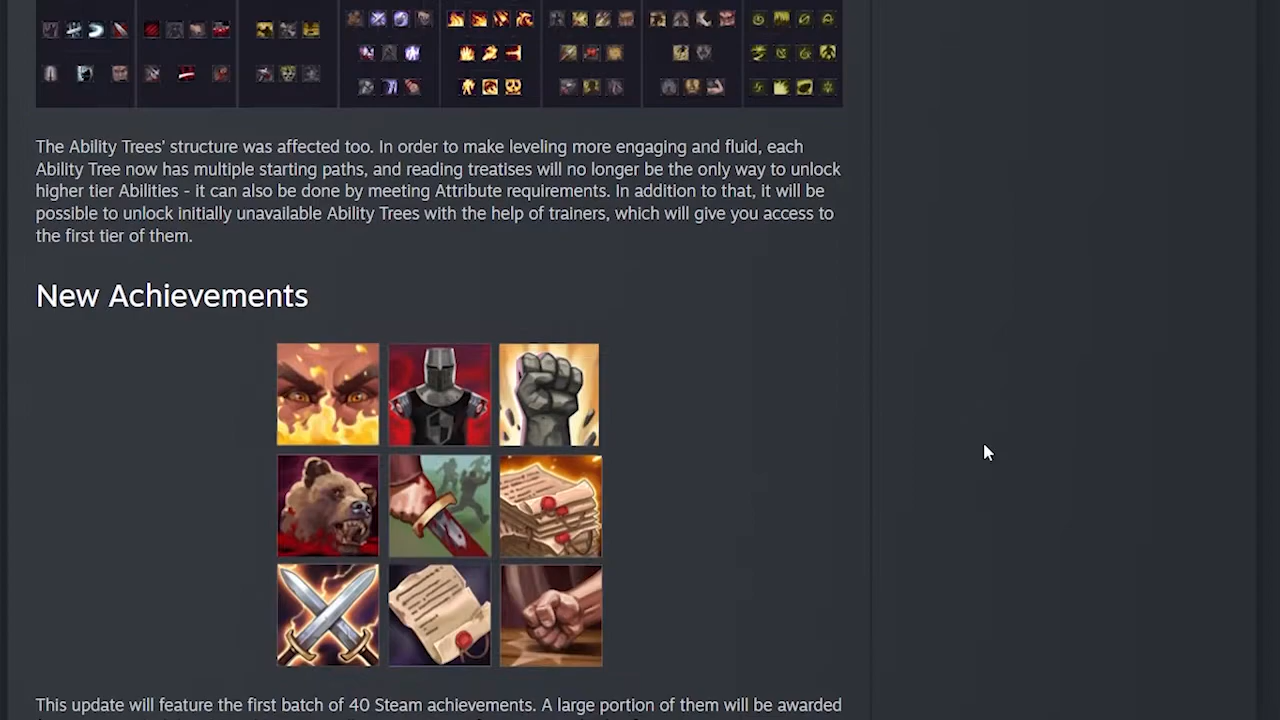 The Ability Trees' structure was affected too. In order to make leveling more engaging and fluid, each
Ability Tree now has multiple starting paths, and reading treatises will no longer be the only way to unlock
higher tier Abilities - it can also be done by meeting Attribute requirements. In addition to that, it will be
possible to unlock initially unavailable Ability Trees with the help of trainers, which will give you access to
the first tier of them.
New Achievements
This update will feature the first batch of 40 Steam achievements. A large portion of them will be awarded